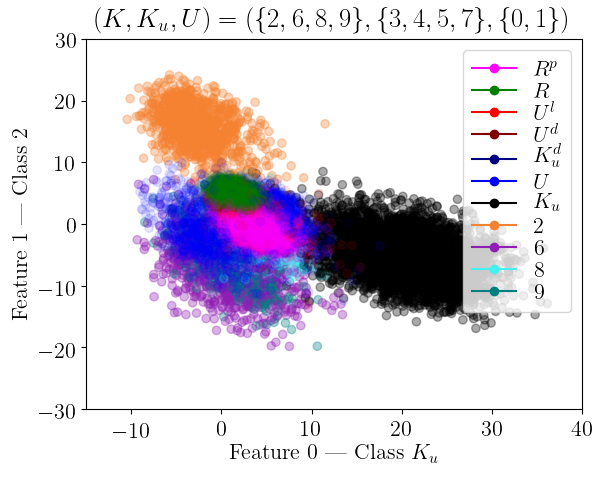 (K, K_u, U) = ({2, 6, 8, 9}, {3, 4, 5, 7}, {0, 1})
30
20
10
0
−10
−20
−30
Feature 1 — Class 2
R^p
R
U^l
U^d
K_u^d
U
K_u
2
6
8
9
−10 0 10 20 30 40
Feature 0 — Class K_u